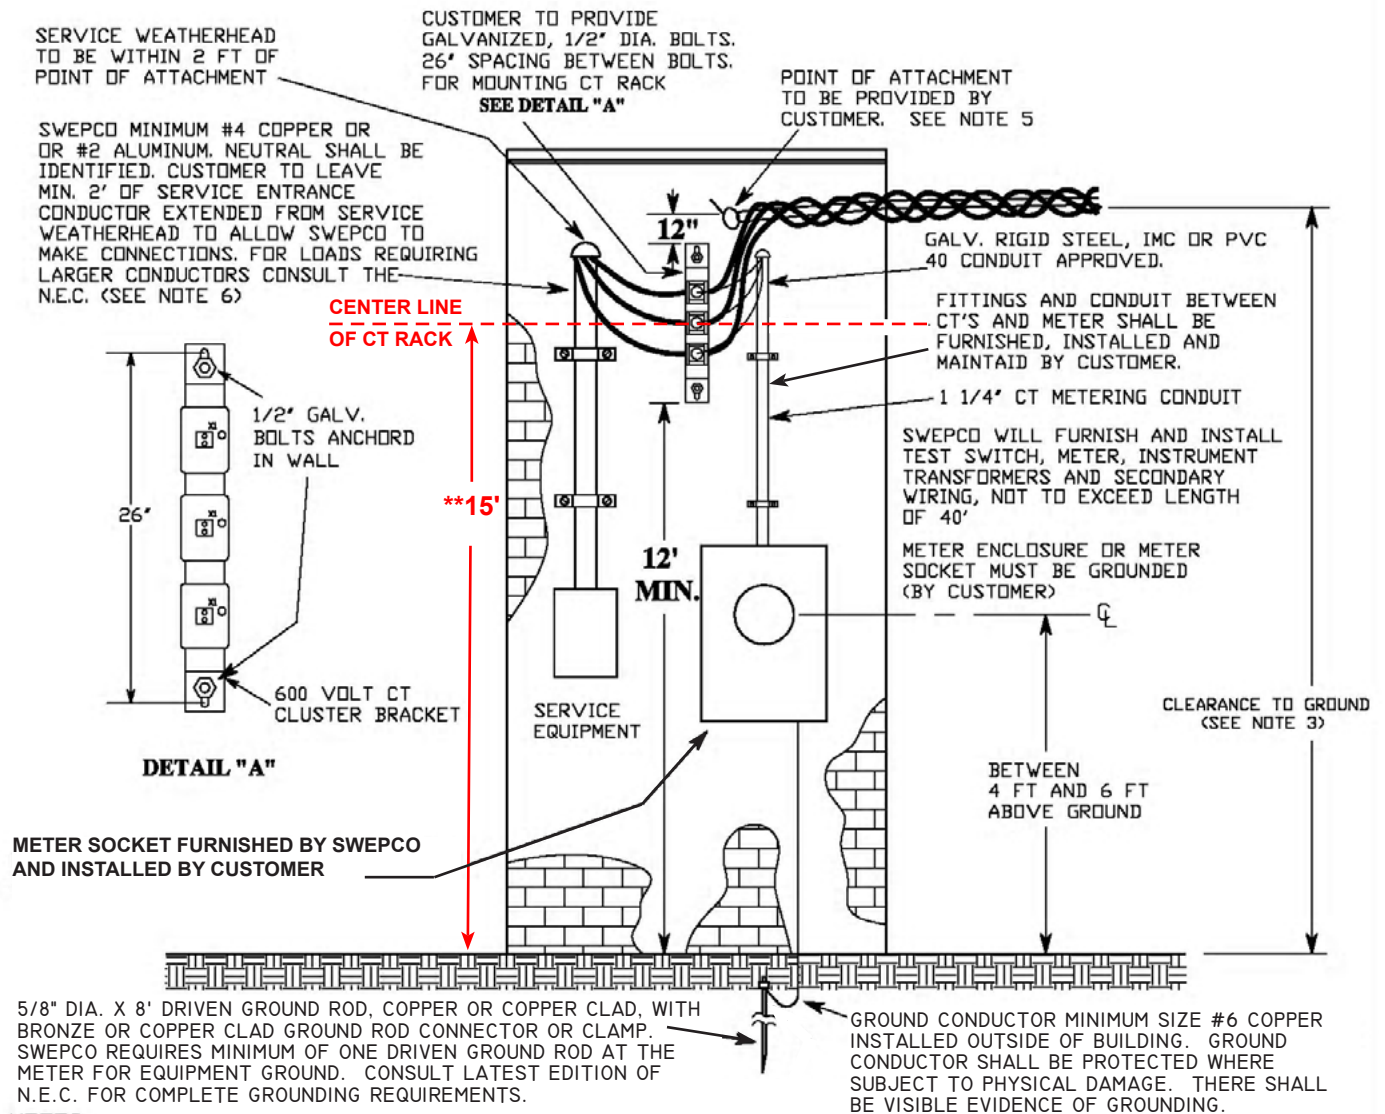 SERVICE WEATHERHEAD
TO BE WITHIN 2 FT OF
POINT OF ATTACHMENT
CUSTOMER TO PROVIDE
GALVANIZED, 1/2" DIA. BOLTS.
26" SPACING BETWEEN BOLTS.
FOR MOUNTING CT RACK
SEE DETAIL "A"
POINT OF ATTACHMENT
TO BE PROVIDED BY
CUSTOMER. SEE NOTE 5
SWEPCO MINIMUM #4 COPPER OR
OR #2 ALUMINUM. NEUTRAL SHALL BE
IDENTIFIED. CUSTOMER TO LEAVE
MIN. 2' OF SERVICE ENTRANCE
CONDUCTOR EXTENDED FROM SERVICE
WEATHERHEAD TO ALLOW SWEPCO TO
MAKE CONNECTIONS. FOR LOADS REQUIRING
LARGER CONDUCTORS CONSULT THE
N.E.C. (SEE NOTE 6)
12"
GALV. RIGID STEEL, IMC OR PVC
40 CONDUIT APPROVED.
CENTER LINE
OF CT RACK
FITTINGS AND CONDUIT BETWEEN
CT'S AND METER SHALL BE
FURNISHED, INSTALLED AND
MAINTAID BY CUSTOMER.
1 1/4" CT METERING CONDUIT
1/2" GALV.
BOLTS ANCHORD
IN WALL
SWEPCO WILL FURNISH AND INSTALL
TEST SWITCH, METER, INSTRUMENT
TRANSFORMERS AND SECONDARY
WIRING, NOT TO EXCEED LENGTH
OF 40'
X1
26"
X1
X1
**15'
12'
MIN.
METER ENCLOSURE OR METER
SOCKET MUST BE GROUNDED
(BY CUSTOMER)
CL
600 VOLT CT
CLUSTER BRACKET
DETAIL "A"
SERVICE
EQUIPMENT
CLEARANCE TO GROUND
(SEE NOTE 3)
BETWEEN
4 FT AND 6 FT
ABOVE GROUND
METER SOCKET FURNISHED BY SWEPCO
AND INSTALLED BY CUSTOMER
5/8" DIA. X 8' DRIVEN GROUND ROD, COPPER OR COPPER CLAD, WITH
BRONZE OR COPPER CLAD GROUND ROD CONNECTOR OR CLAMP.
SWEPCO REQUIRES MINIMUM OF ONE DRIVEN GROUND ROD AT THE
METER FOR EQUIPMENT GROUND. CONSULT LATEST EDITION OF
N.E.C. FOR COMPLETE GROUNDING REQUIREMENTS.
GROUND CONDUCTOR MINIMUM SIZE #6 COPPER
INSTALLED OUTSIDE OF BUILDING. GROUND
CONDUCTOR SHALL BE PROTECTED WHERE
SUBJECT TO PHYSICAL DAMAGE. THERE SHALL
BE VISIBLE EVIDENCE OF GROUNDING.